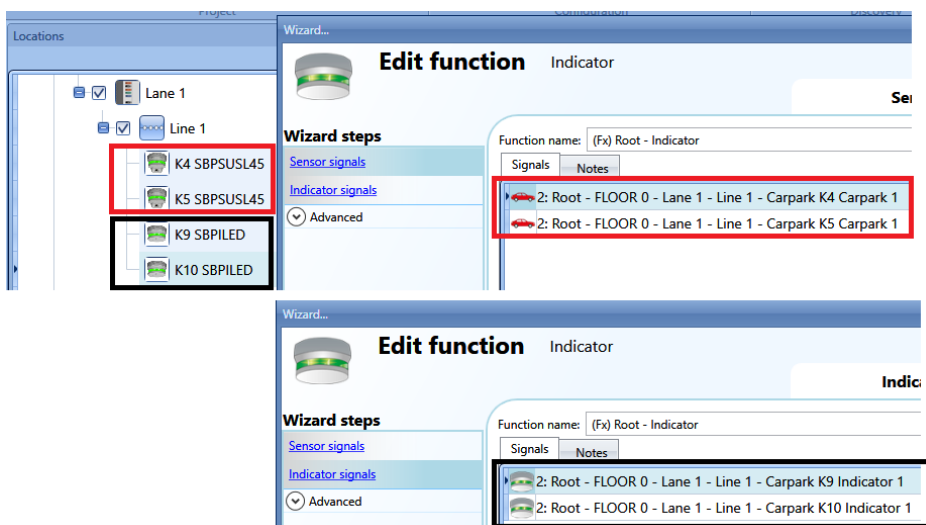 Project
Configuration
Discovery
Locations
Wizard...
Edit function Indicator
Lane 1
Line 1
K4 SBPSUSL45
K5 SBPSUSL45
K9 SBPILED
K10 SBPILED
Wizard steps
Sensor signals
Indicator signals
Advanced
Function name: (Fx) Root - Indicator
Signals Notes
2: Root - FLOOR 0 - Lane 1 - Line 1 - Carpark K4 Carpark 1
2: Root - FLOOR 0 - Lane 1 - Line 1 - Carpark K5 Carpark 1
Wizard...
Edit function Indicator
Wizard steps
Sensor signals
Indicator signals
Advanced
Function name: (Fx) Root - Indicator
Signals Notes
2: Root - FLOOR 0 - Lane 1 - Line 1 - Carpark K9 Indicator 1
2: Root - FLOOR 0 - Lane 1 - Line 1 - Carpark K10 Indicator 1